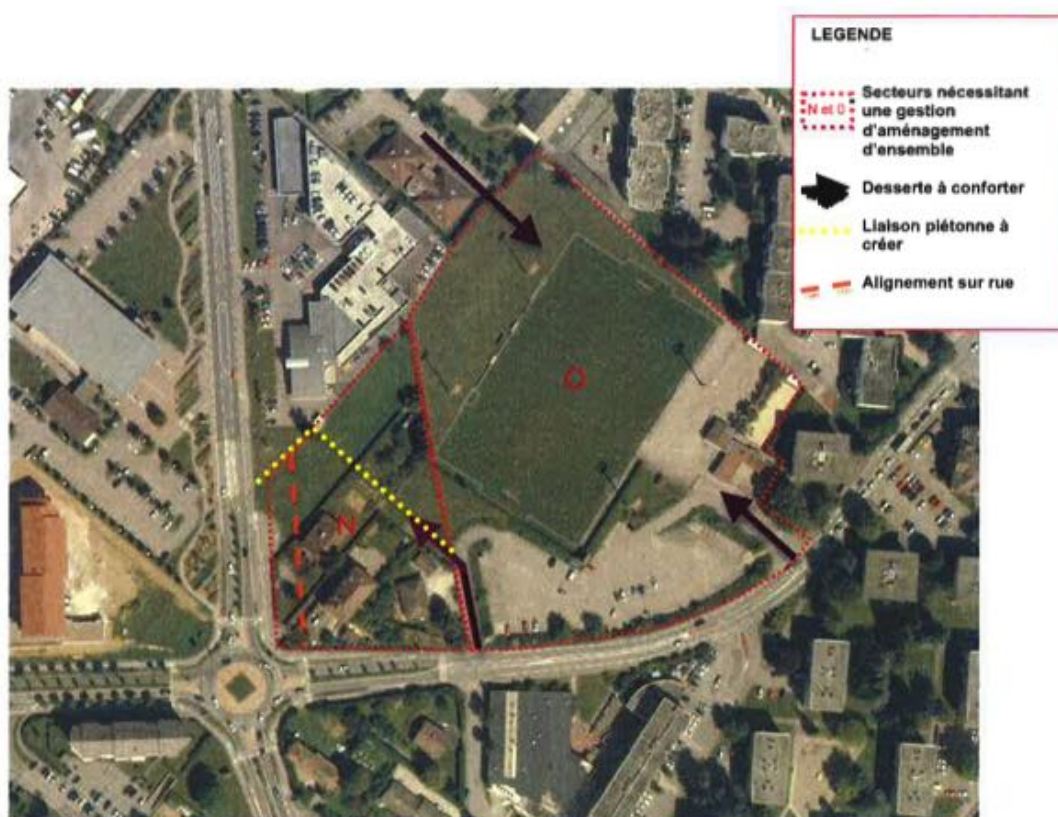 LEGENDE
N et O
Secteurs nécessitant
une gestion
d'aménagement
d'ensemble
Desserte à conforter
Liaison piétonne à
créer
Alignement sur rue
O
N